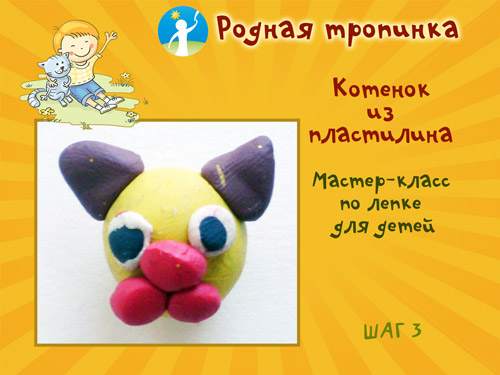 Родная тропинка
Котенок
из
пластилина
Мастер-класс
по лепке
для детей
ШАГ 3